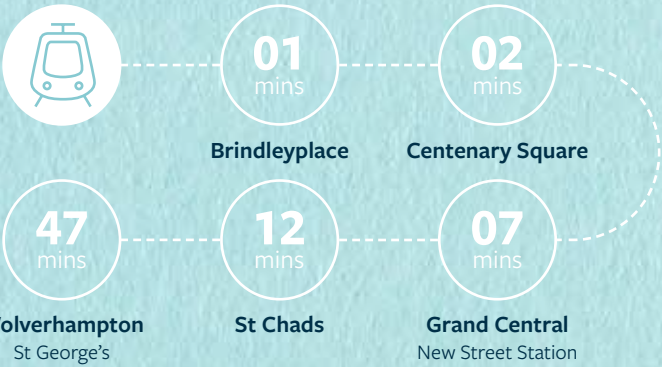 01
mins
Brindleyplace
02
mins
Centenary Square
47
mins
Wolverhampton
St George's
12
mins
St Chads
07
mins
Grand Central
New Street Station